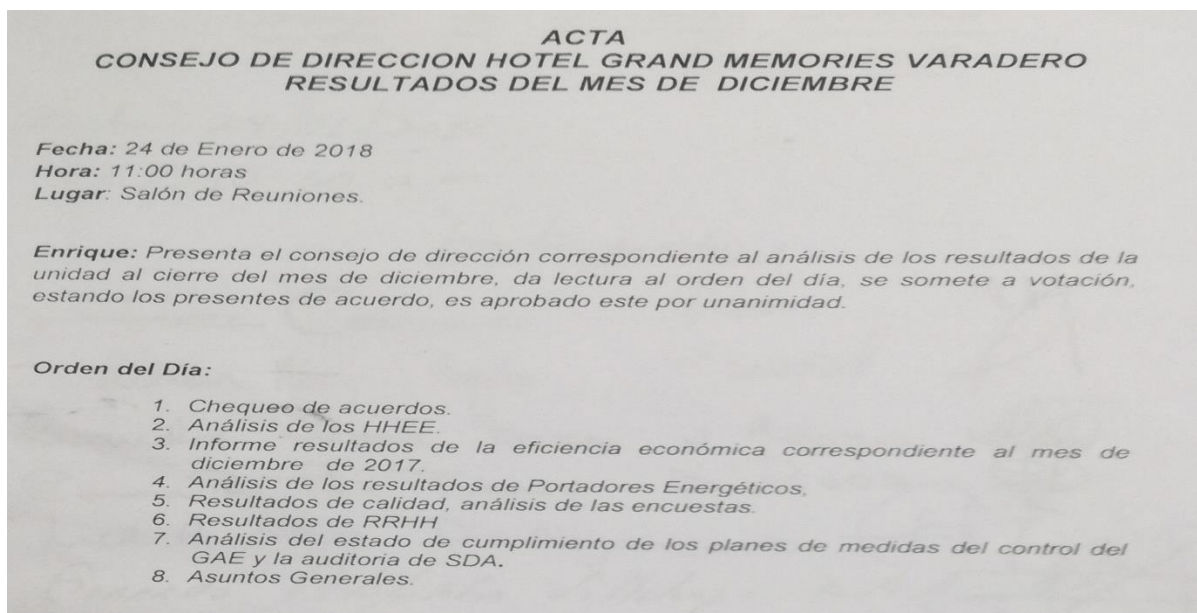 ACTA
CONSEJO DE DIRECCION HOTEL GRAND MEMORIES VARADERO
RESULTADOS DEL MES DE DICIEMBRE
Fecha: 24 de Enero de 2018
Hora: 11:00 horas
Lugar: Salón de Reuniones.
Enrique: Presenta el consejo de dirección correspondiente al análisis de los resultados de la
unidad al cierre del mes de diciembre, da lectura al orden del día, se somete a votación,
estando los presentes de acuerdo, es aprobado este por unanimidad.
Orden del Día:
1. Chequeo de acuerdos.
2. Análisis de los HHEE.
3. Informe resultados de la eficiencia económica correspondiente al mes de
diciembre de 2017.
4. Análisis de los resultados de Portadores Energéticos.
5. Resultados de calidad, análisis de las encuestas.
6. Resultados de RRHH
7. Análisis del estado de cumplimiento de los planes de medidas del control del
GAE y la auditoria de SDA.
8. Asuntos Generales.